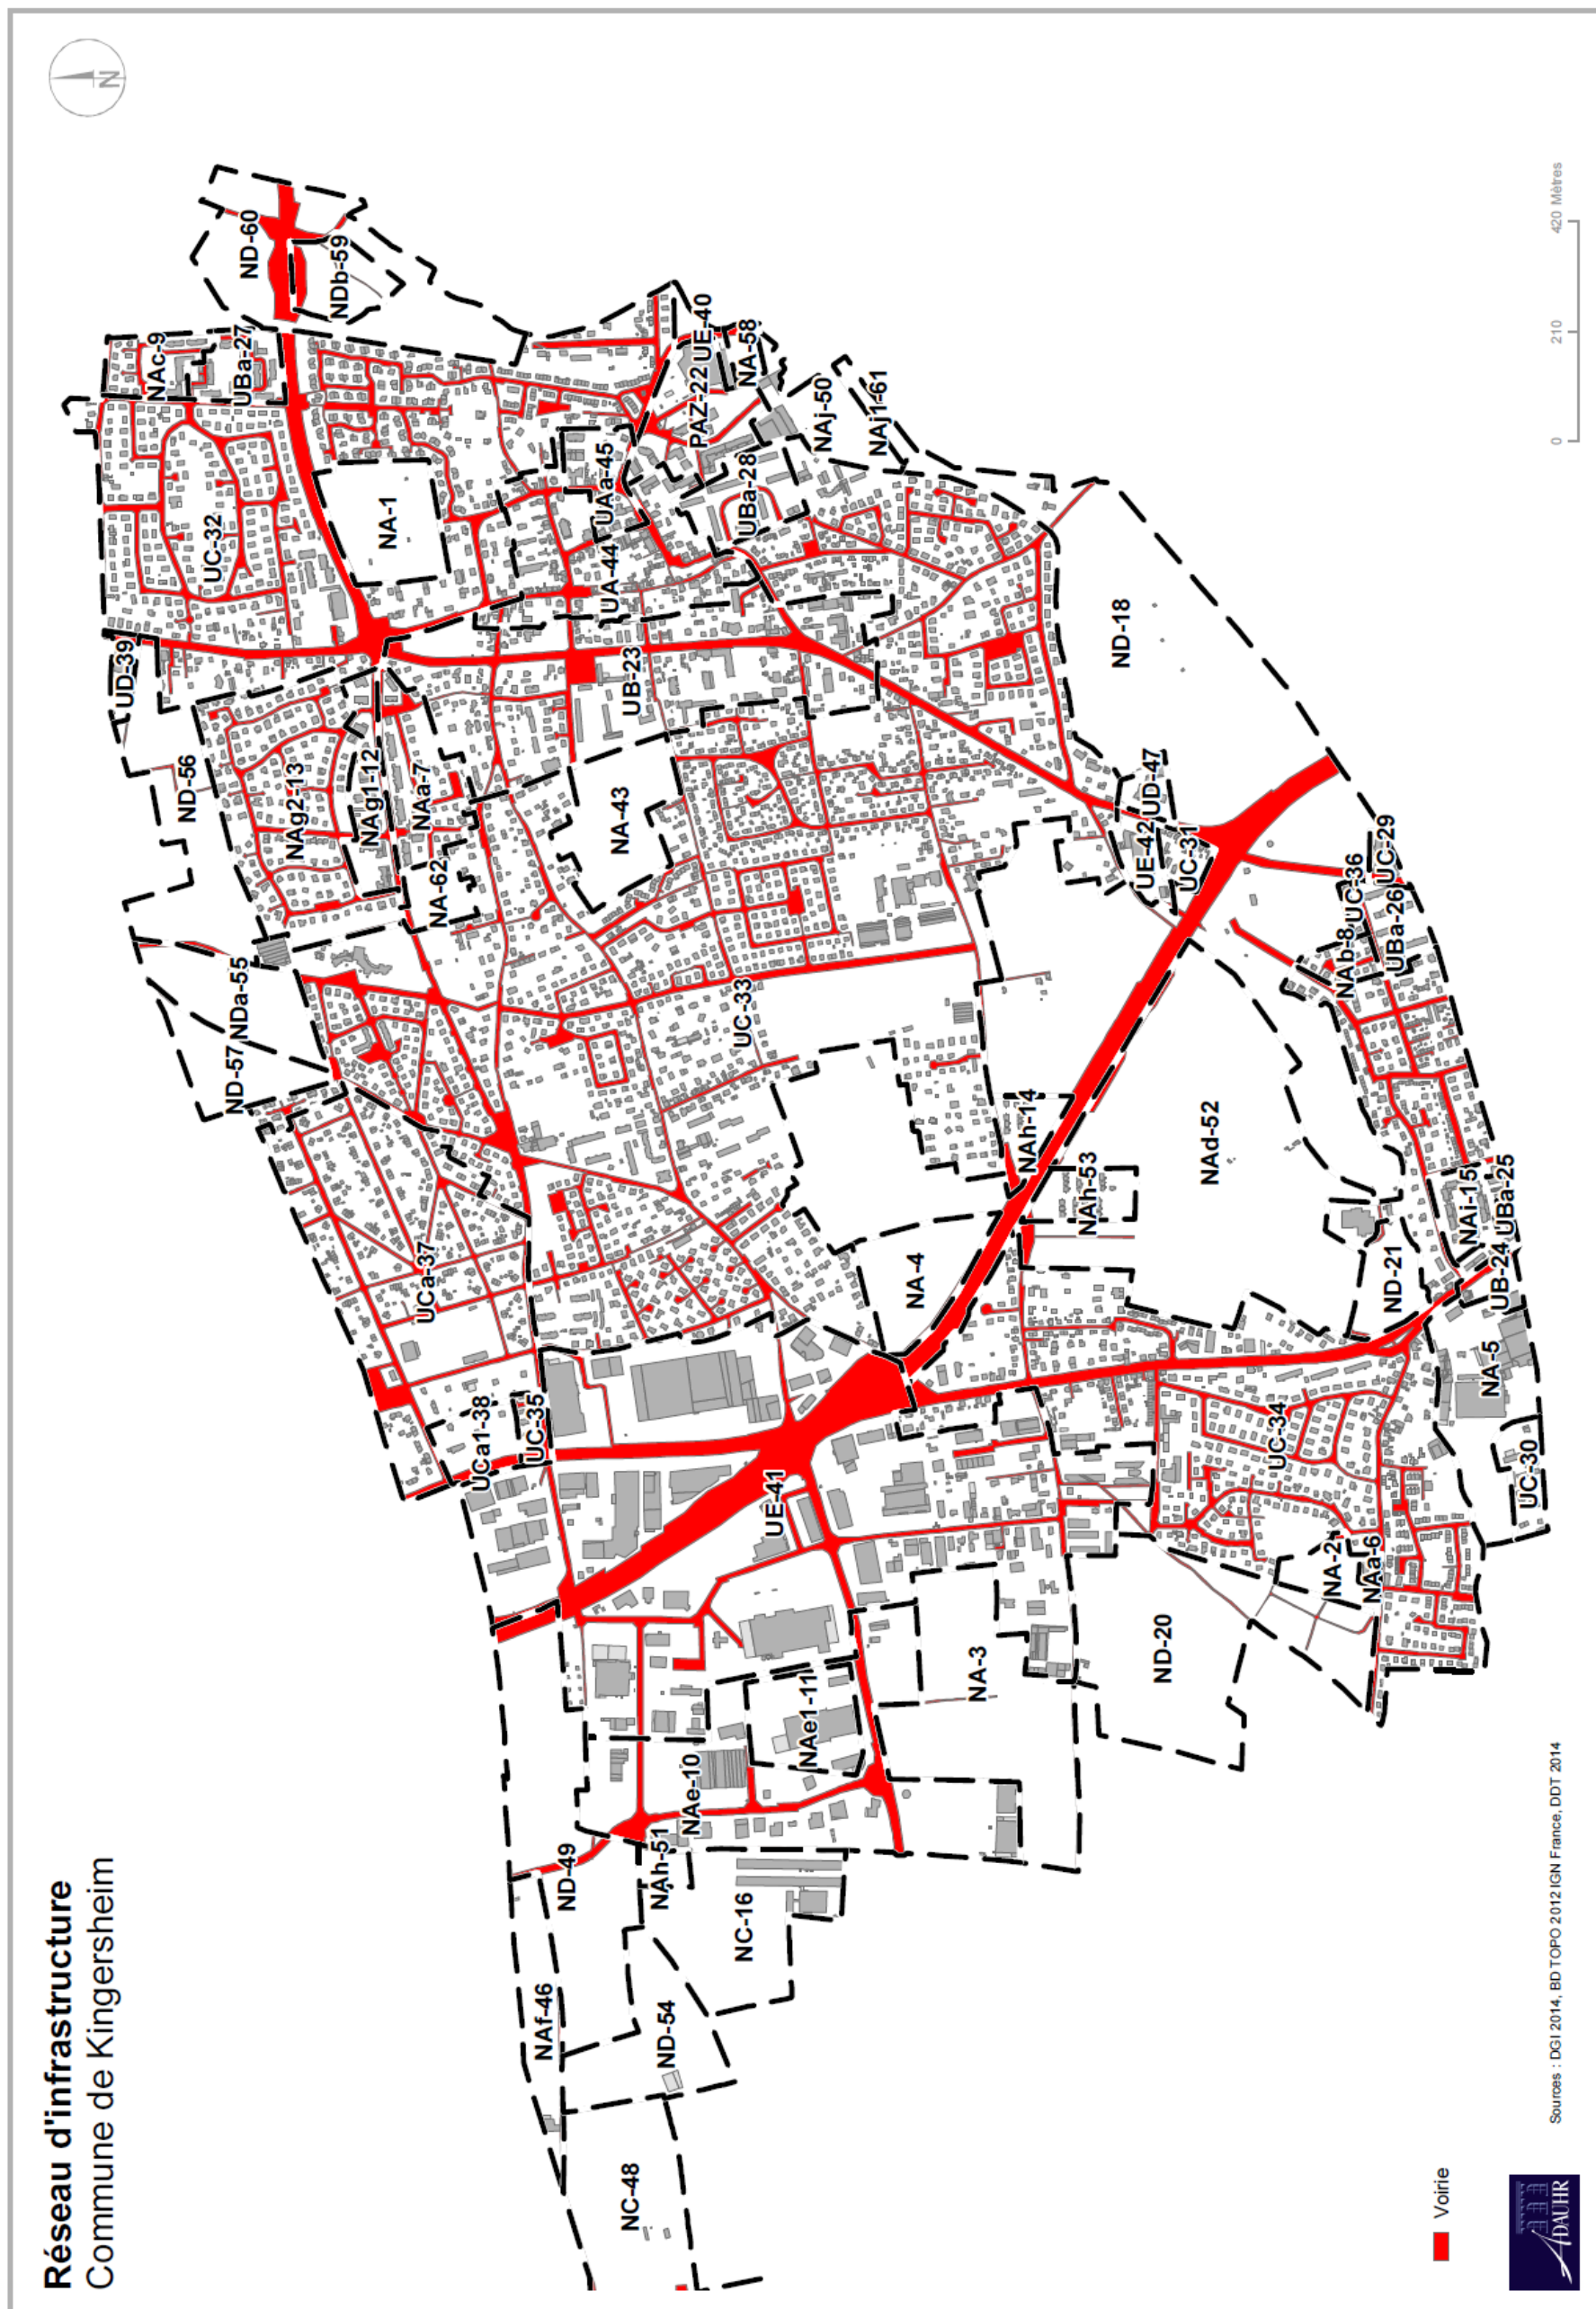 Réseau d'infrastructure
Commune de Kingersheim
N
ND-60
NDb-59
NAc-9
UBa-27
UC-32
NA-1
UD-39
ND-56
NAg2-13
NAg1-12
NAa-7
NA-62
NDa-55
ND-57
UCa-37
UCa1-38
UC-35
PAZ-22
UE-40
NA-58
NAj-50
NAj1-61
UAa-45
UBa-28
UA-44
UB-23
NA-43
UC-33
ND-18
UD-47
UE-42
UC-31
UC-29
UC-36
UBa-26
NAb-8
NAh-14
NAh-53
NAd-52
NA-4
ND-21
NAi-15
UBa-25
UB-24
NA-5
UC-30
UC-34
NA-2
NAa-6
ND-20
NA-3
UE-41
NAe1-11
NAe-10
NAh-51
ND-49
NC-16
NAf-46
ND-54
NC-48
Voirie
ADAUHR
Sources : DGI 2014, BD TOPO 2012 IGN France, DDT 2014
0 210 420 Mètres